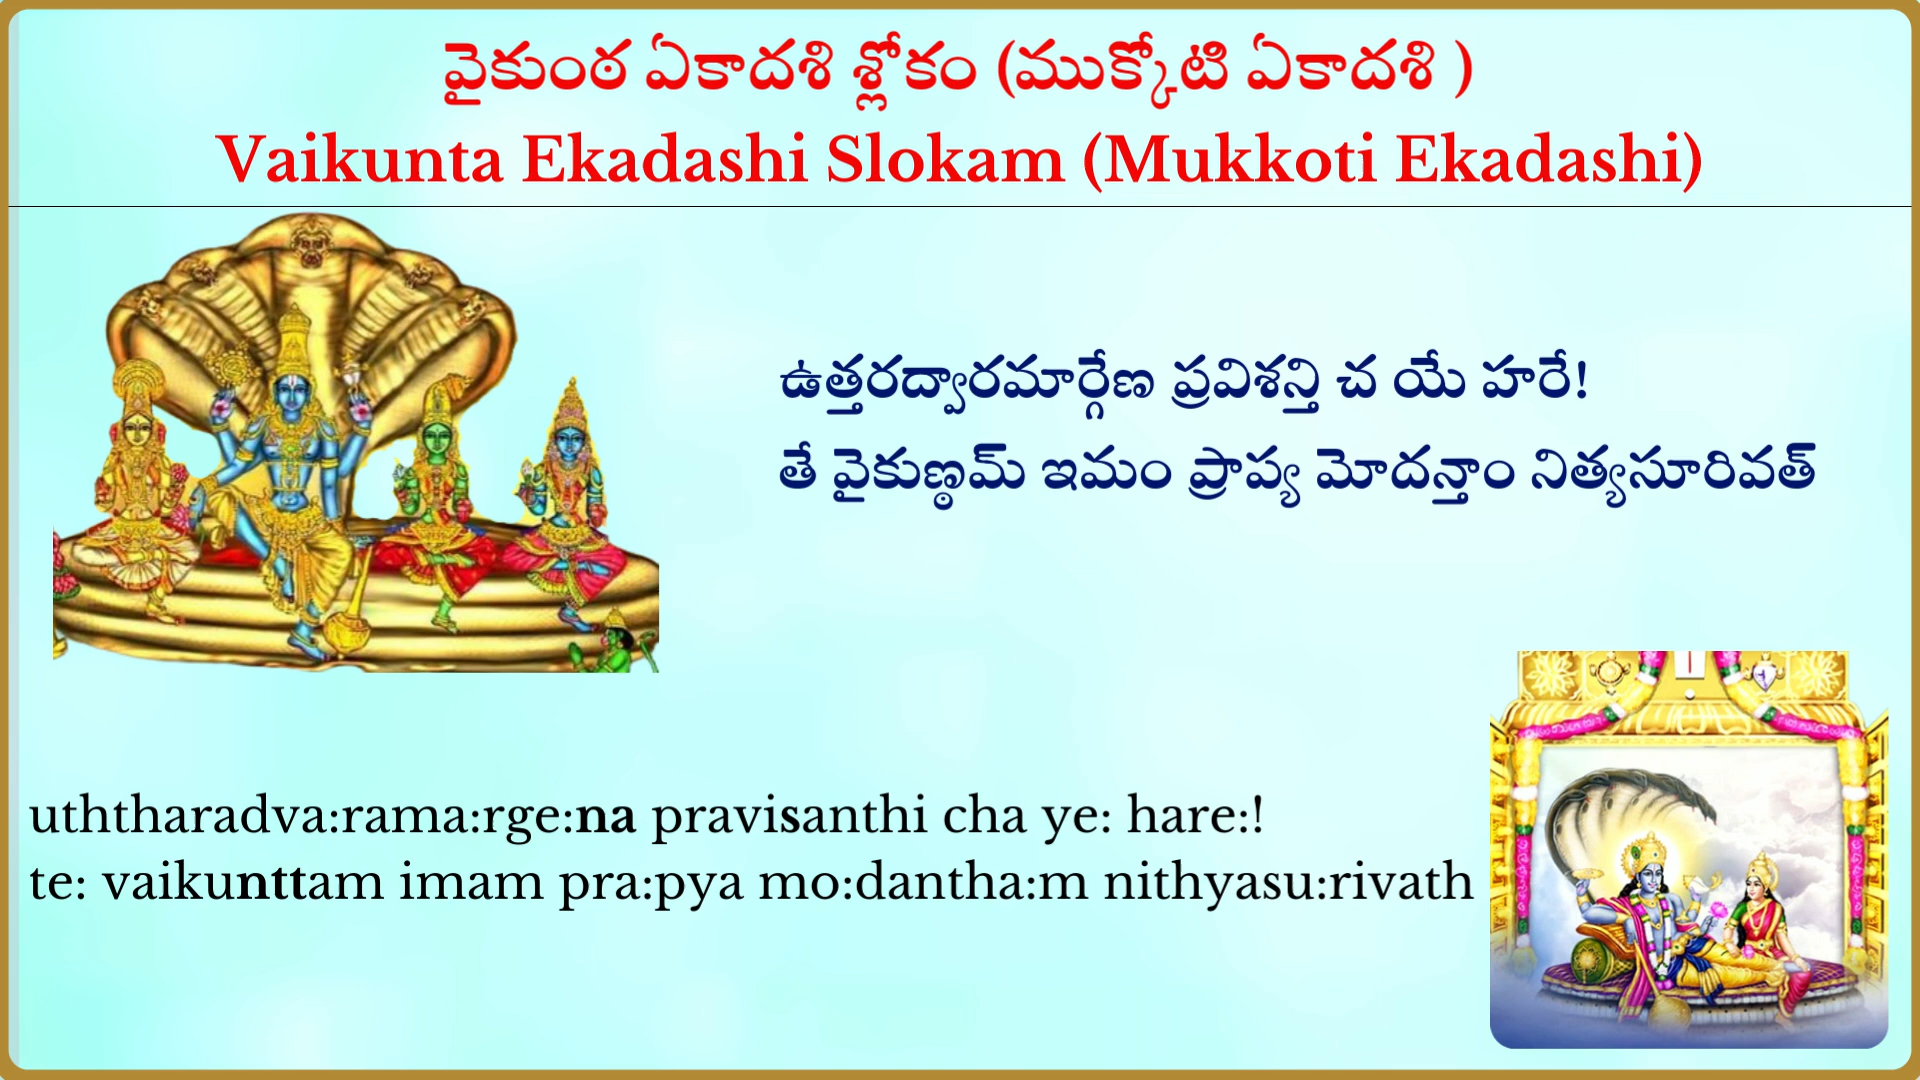 వైకుంఠ ఏకాదశి శ్లోకం (ముక్కోటి ఏకాదశి )
Vaikunta Ekadashi Slokam (Mukkoti Ekadashi)
ఉత్తరద్వారమార్గేణ ప్రవిశన్తి చ యే హరే!
తే వైకుణ్ఠమ్ ఇమం ప్రాప్య మోదన్తాం నిత్యసూరివత్
uththaradva:rama:rge:na pravisanthi cha ye: hare:!
te: vaikunttam imam pra:pya mo:dantha:m nithyasu:rivath